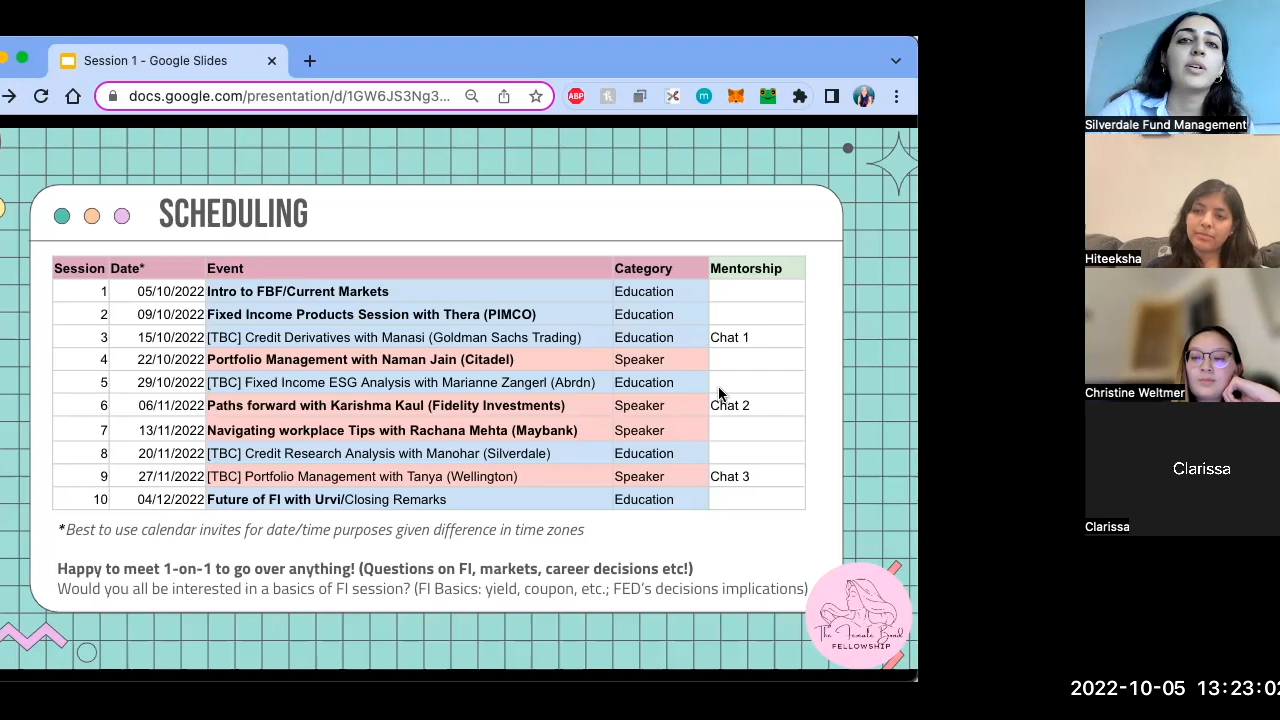 Session 1 - Google Slides
docs.google.com/presentation/d/1GW6JS3Ng3...
ABP
SCHEDULING
Session Date* Event Category Mentorship
1 05/10/2022 Intro to FBF/Current Markets Education
2 09/10/2022 Fixed Income Products Session with Thera (PIMCO) Education
3 15/10/2022 [TBC] Credit Derivatives with Manasi (Goldman Sachs Trading) Education Chat 1
4 22/10/2022 Portfolio Management with Naman Jain (Citadel) Speaker
5 29/10/2022 [TBC] Fixed Income ESG Analysis with Marianne Zangerl (Abrdn) Education
6 06/11/2022 Paths forward with Karishma Kaul (Fidelity Investments) Speaker Chat 2
7 13/11/2022 Navigating workplace Tips with Rachana Mehta (Maybank) Speaker
8 20/11/2022 [TBC] Credit Research Analysis with Manohar (Silverdale) Education
9 27/11/2022 [TBC] Portfolio Management with Tanya (Wellington) Speaker Chat 3
10 04/12/2022 Future of FI with Urvi/Closing Remarks Education
*Best to use calendar invites for date/time purposes given difference in time zones
Happy to meet 1-on-1 to go over anything! (Questions on FI, markets, career decisions etc!)
Would you all be interested in a basics of FI session? (FI Basics: yield, coupon, etc.; FED's decisions implications)
The Female Bond
FELLOWSHIP
Silverdale Fund Management
Hiteeksha
Christine Weltmer
Clarissa
Clarissa
2022-10-05 13:23:02